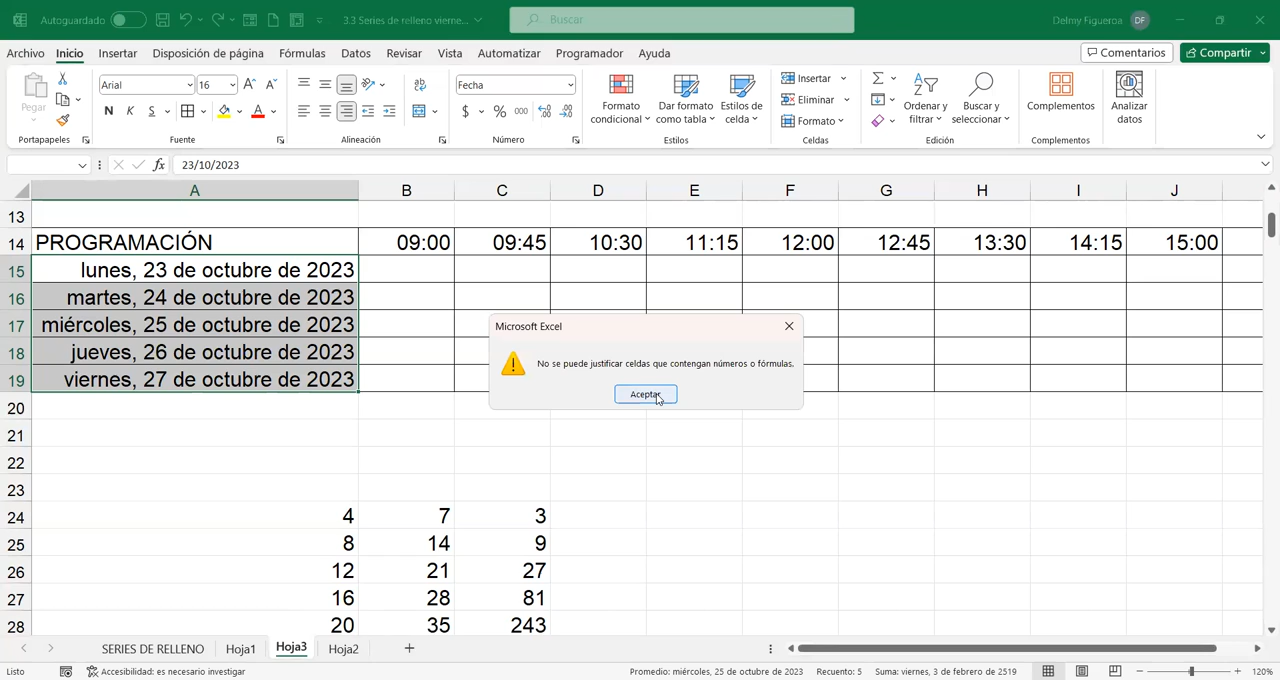 Autoguardado
3.3 Series de relleno vierne...
Buscar
Delmy Figueroa DF
Archivo Inicio Insertar Disposición de página Fórmulas Datos Revisar Vista Automatizar Programador Ayuda
Comentarios Compartir
Pegar
Portapapeles
Arial 16
N K S
Fuente
Alineación
Fecha
$ % 000
Número
Formato condicional
Dar formato como tabla
Estilos de celda
Estilos
Insertar
Eliminar
Formato
Celdas
Ordenar y filtrar
Buscar y seleccionar
Edición
Complementos
Complementos
Analizar datos
fx 23/10/2023
A B C D E F G H I J
13
14 PROGRAMACIÓN 09:00 09:45 10:30 11:15 12:00 12:45 13:30 14:15 15:00
15 lunes, 23 de octubre de 2023
16 martes, 24 de octubre de 2023
17 miércoles, 25 de octubre de 2023
18 jueves, 26 de octubre de 2023
19 viernes, 27 de octubre de 2023
Microsoft Excel
No se puede justificar celdas que contengan números o fórmulas.
Aceptar
20
21
22
23
24 4 7 3
25 8 14 9
26 12 21 27
27 16 28 81
28 20 35 243
SERIES DE RELLENO Hoja1 Hoja3 Hoja2
Listo Accesibilidad: es necesario investigar Promedio: miércoles, 25 de octubre de 2023 Recuento: 5 Suma: viernes, 3 de febrero de 2519 120%